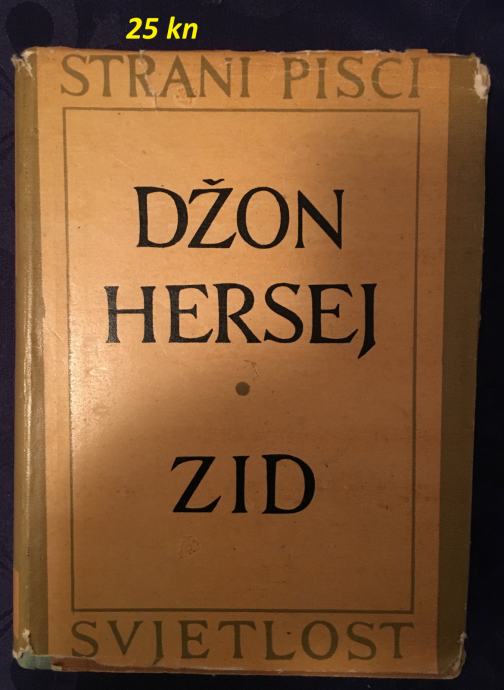 25 kn
STRANI PISCI
DŽON
HERSEJ
ZID
SVJETLOST